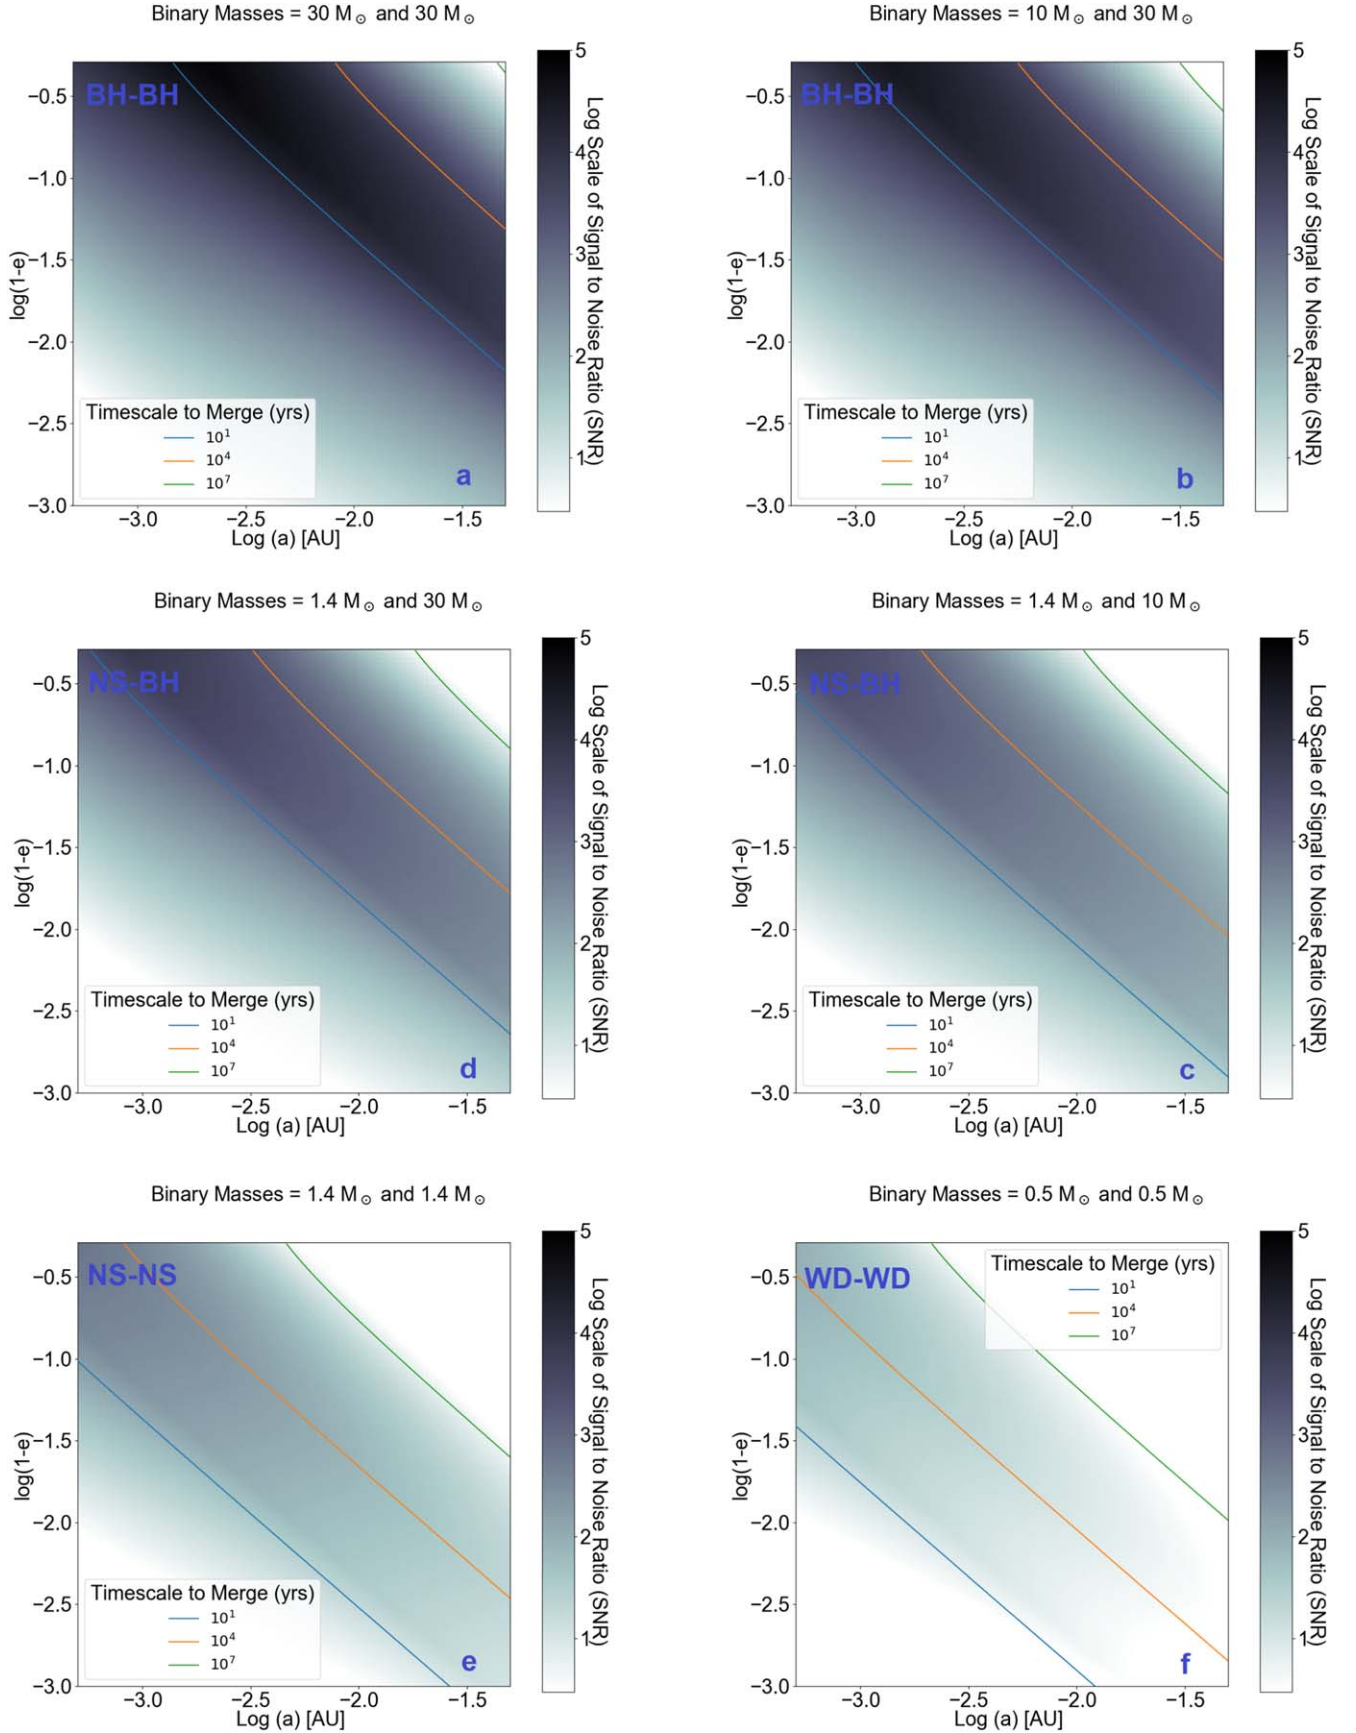 Binary Masses = 30 M⊙ and 30 M⊙
BH-BH
−0.5
−1.0
−1.5
−2.0
−2.5
−3.0
log(1-e)
−3.0 −2.5 −2.0 −1.5
Log (a) [AU]
Timescale to Merge (yrs)
10¹
10⁴
10⁷
a
5
4
3
2
1
Log Scale of Signal to Noise Ratio (SNR)
Binary Masses = 10 M⊙ and 30 M⊙
BH-BH
−0.5
−1.0
−1.5
−2.0
−2.5
−3.0
log(1-e)
−3.0 −2.5 −2.0 −1.5
Log (a) [AU]
Timescale to Merge (yrs)
10¹
10⁴
10⁷
b
5
4
3
2
1
Log Scale of Signal to Noise Ratio (SNR)
Binary Masses = 1.4 M⊙ and 30 M⊙
NS-BH
−0.5
−1.0
−1.5
−2.0
−2.5
−3.0
log(1-e)
−3.0 −2.5 −2.0 −1.5
Log (a) [AU]
Timescale to Merge (yrs)
10¹
10⁴
10⁷
d
5
4
3
2
1
Log Scale of Signal to Noise Ratio (SNR)
Binary Masses = 1.4 M⊙ and 10 M⊙
NS-BH
−0.5
−1.0
−1.5
−2.0
−2.5
−3.0
log(1-e)
−3.0 −2.5 −2.0 −1.5
Log (a) [AU]
Timescale to Merge (yrs)
10¹
10⁴
10⁷
c
5
4
3
2
1
Log Scale of Signal to Noise Ratio (SNR)
Binary Masses = 1.4 M⊙ and 1.4 M⊙
NS-NS
−0.5
−1.0
−1.5
−2.0
−2.5
−3.0
log(1-e)
−3.0 −2.5 −2.0 −1.5
Log (a) [AU]
Timescale to Merge (yrs)
10¹
10⁴
10⁷
e
5
4
3
2
1
Log Scale of Signal to Noise Ratio (SNR)
Binary Masses = 0.5 M⊙ and 0.5 M⊙
WD-WD
Timescale to Merge (yrs)
10¹
10⁴
10⁷
−0.5
−1.0
−1.5
−2.0
−2.5
−3.0
log(1-e)
−3.0 −2.5 −2.0 −1.5
Log (a) [AU]
f
5
4
3
2
1
Log Scale of Signal to Noise Ratio (SNR)